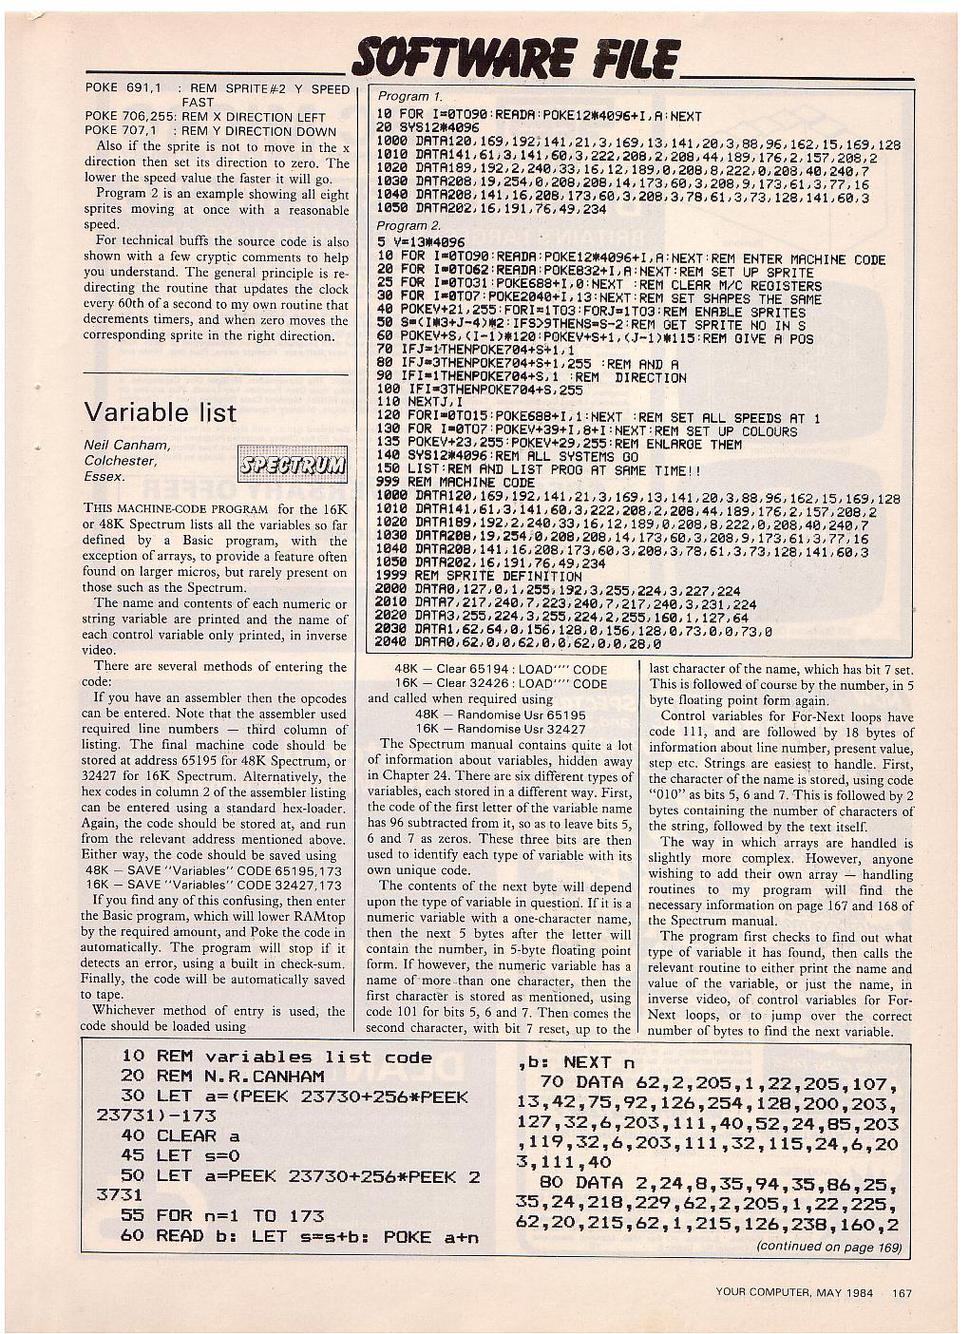 SOFTWARE FILE
POKE 691,1 : REM SPRITE#2 Y SPEED
FAST
POKE 706,255: REM X DIRECTION LEFT
POKE 707,1 : REM Y DIRECTION DOWN
Also if the sprite is not to move in the x
direction then set its direction to zero. The
lower the speed value the faster it will go.
Program 2 is an example showing all eight
sprites moving at once with a reasonable
speed.
For technical buffs the source code is also
shown with a few cryptic comments to help
you understand. The general principle is re-
directing the routine that updates the clock
every 60th of a second to my own routine that
decrements timers, and when zero moves the
corresponding sprite in the right direction.
Variable list
Neil Canham,
Colchester,
Essex.
SPECTRUM
THIS MACHINE-CODE PROGRAM for the 16K
or 48K Spectrum lists all the variables so far
defined by a Basic program, with the
exception of arrays, to provide a feature often
found on larger micros, but rarely present on
those such as the Spectrum.
The name and contents of each numeric or
string variable are printed and the name of
each control variable only printed, in inverse
video.
There are several methods of entering the
code:
If you have an assembler then the opcodes
can be entered. Note that the assembler used
required line numbers — third column of
listing. The final machine code should be
stored at address 65195 for 48K Spectrum, or
32427 for 16K Spectrum. Alternatively, the
hex codes in column 2 of the assembler listing
can be entered using a standard hex-loader.
Again, the code should be stored at, and run
from the relevant address mentioned above.
Either way, the code should be saved using
48K — SAVE "Variables" CODE 65195,173
16K — SAVE "Variables" CODE 32427,173
If you find any of this confusing, then enter
the Basic program, which will lower RAMtop
by the required amount, and Poke the code in
automatically. The program will stop if it
detects an error, using a built in check-sum.
Finally, the code will be automatically saved
to tape.
Whichever method of entry is used, the
code should be loaded using
Program 1.
10 FOR I=0TO90:READA:POKE12*4096+I,A:NEXT
20 SYS12*4096
1000 DATA120,169,192,141,21,3,169,13,141,20,3,88,96,162,15,169,128
1010 DATA141,61,3,141,60,3,222,208,2,208,44,189,176,2,157,208,2
1020 DATA189,192,2,240,33,16,12,189,0,208,8,222,0,208,40,240,7
1030 DATA208,19,254,0,208,208,14,173,60,3,208,9,173,61,3,77,16
1040 DATA208,141,16,208,173,60,3,208,3,78,61,3,73,128,141,60,3
1050 DATA202,16,191,76,49,234
Program 2.
5 V=13*4096
10 FOR I=0TO90:READA:POKE12*4096+I,A:NEXT:REM ENTER MACHINE CODE
20 FOR I=0TO62:READA:POKE832+I,A:NEXT:REM SET UP SPRITE
25 FOR I=0TO31:POKE688+I,0:NEXT :REM CLEAR M/C REGISTERS
30 FOR I=0TO7:POKE2040+I,13:NEXT:REM SET SHAPES THE SAME
40 POKEV+21,255:FORI=1TO3:FORJ=1TO3:REM ENABLE SPRITES
50 S=(I*3+J-4)*2:IFS>9THENS=S-2:REM GET SPRITE NO IN S
60 POKEV+S,(I-1)*120:POKEV+S+1,(J-1)*115:REM GIVE A POS
70 IFJ=1THENPOKE704+S+1,1
80 IFJ=3THENPOKE704+S+1,255 :REM AND A
90 IFI=1THENPOKE704+S,1 :REM DIRECTION
100 IFI=3THENPOKE704+S,255
110 NEXTJ,I
120 FORI=0TO15:POKE688+I,1:NEXT :REM SET ALL SPEEDS AT 1
130 FOR I=0TO7:POKEV+39+I,8+I:NEXT:REM SET UP COLOURS
135 POKEV+23,255:POKEV+29,255:REM ENLARGE THEM
140 SYS12*4096:REM ALL SYSTEMS GO
150 LIST:REM AND LIST PROG AT SAME TIME!!
999 REM MACHINE CODE
1000 DATA120,169,192,141,21,3,169,13,141,20,3,88,96,162,15,169,128
1010 DATA141,61,3,141,60,3,222,208,2,208,44,189,176,2,157,208,2
1020 DATA189,192,2,240,33,16,12,189,0,208,8,222,0,208,40,240,7
1030 DATA208,19,254,0,208,208,14,173,60,3,208,9,173,61,3,77,16
1040 DATA208,141,16,208,173,60,3,208,3,78,61,3,73,128,141,60,3
1050 DATA202,16,191,76,49,234
1999 REM SPRITE DEFINITION
2000 DATA0,127,0,1,255,192,3,255,224,3,227,224
2010 DATA7,217,240,7,223,240,7,217,240,3,231,224
2020 DATA3,255,224,3,255,224,2,255,160,1,127,64
2030 DATA1,62,64,0,156,128,0,156,128,0,73,0,0,73,0
2040 DATA0,62,0,0,62,0,0,62,0,0,28,0
48K — Clear 65194 : LOAD"" CODE
16K — Clear 32426 : LOAD"" CODE
and called when required using
48K — Randomise Usr 65195
16K — Randomise Usr 32427
The Spectrum manual contains quite a lot
of information about variables, hidden away
in Chapter 24. There are six different types of
variables, each stored in a different way. First,
the code of the first letter of the variable name
has 96 subtracted from it, so as to leave bits 5,
6 and 7 as zeros. These three bits are then
used to identify each type of variable with its
own unique code.
The contents of the next byte will depend
upon the type of variable in question. If it is a
numeric variable with a one-character name,
then the next 5 bytes after the letter will
contain the number, in 5-byte floating point
form. If however, the numeric variable has a
name of more than one character, then the
first character is stored as mentioned, using
code 101 for bits 5, 6 and 7. Then comes the
second character, with bit 7 reset, up to the
last character of the name, which has bit 7 set.
This is followed of course by the number, in 5
byte floating point form again.
Control variables for For-Next loops have
code 111, and are followed by 18 bytes of
information about line number, present value,
step etc. Strings are easiest to handle. First,
the character of the name is stored, using code
"010" as bits 5, 6 and 7. This is followed by 2
bytes containing the number of characters of
the string, followed by the text itself.
The way in which arrays are handled is
slightly more complex. However, anyone
wishing to add their own array — handling
routines to my program will find the
necessary information on page 167 and 168 of
the Spectrum manual.
The program first checks to find out what
type of variable it has found, then calls the
relevant routine to either print the name and
value of the variable, or just the name, in
inverse video, of control variables for For-
Next loops, or to jump over the correct
number of bytes to find the next variable.
10 REM variables list code
20 REM N.R.CANHAM
30 LET a=(PEEK 23730+256*PEEK
23731)-173
40 CLEAR a
45 LET s=0
50 LET a=PEEK 23730+256*PEEK 2
3731
55 FOR n=1 TO 173
60 READ b: LET s=s+b: POKE a+n
,b: NEXT n
70 DATA 62,2,205,1,22,205,107,
13,42,75,92,126,254,128,200,203,
127,32,6,203,111,40,52,24,85,203
,119,32,6,203,111,32,115,24,6,20
3,111,40
80 DATA 2,24,8,35,94,35,86,25,
35,24,218,229,62,2,205,1,22,225,
62,20,215,62,1,215,126,238,160,2
(continued on page 169)
YOUR COMPUTER, MAY 1984 167